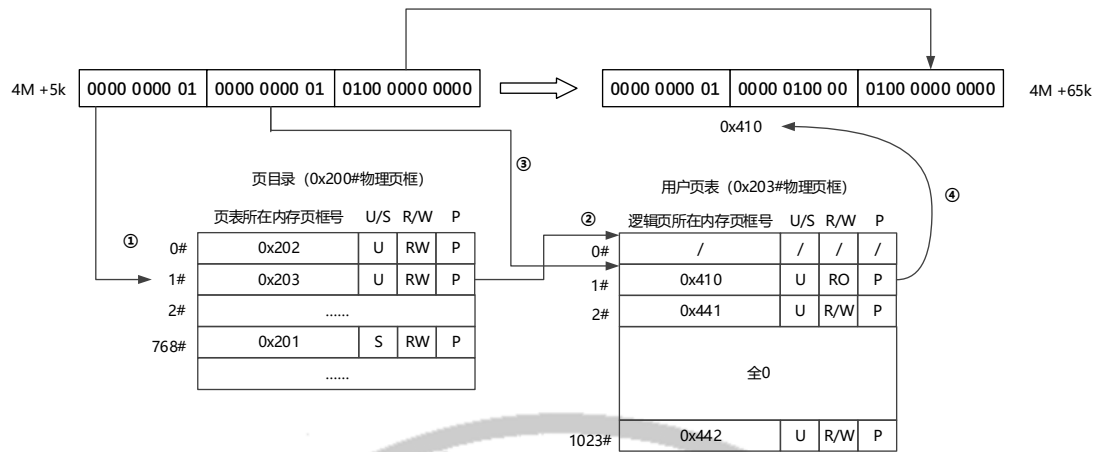 4M +5k 0000 0000 01 0000 0000 01 0100 0000 0000 0000 0000 01 0000 0100 00 0100 0000 0000 4M +65k
0x410
③
页目录（0x200#物理页框） 用户页表（0x203#物理页框） ④
① 页表所在内存页框号 U/S R/W P ② 逻辑页所在内存页框号 U/S R/W P
0# 0x202 U RW P 0# / / / /
1# 0x203 U RW P 1# 0x410 U RO P
2# …… 2# 0x441 U R/W P
768# 0x201 S RW P
……
全0
1023# 0x442 U R/W P